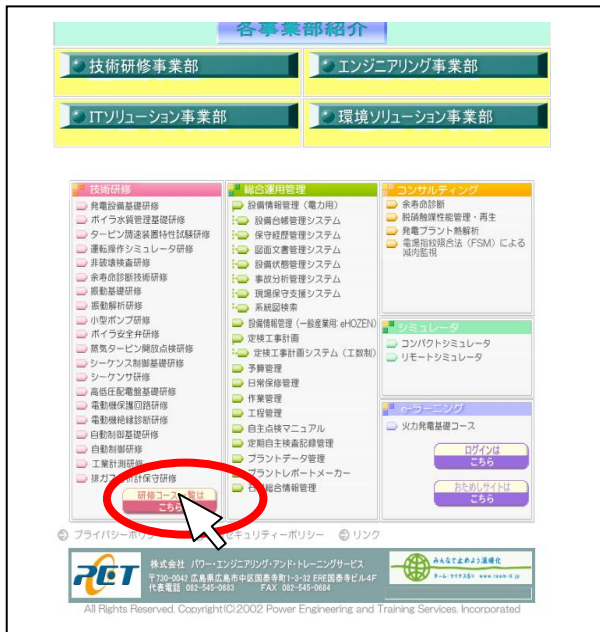 各事業部紹介
技術研修事業部
エンジニアリング事業部
ITソリューション事業部
環境ソリューション事業部
技術研修
発電設備基礎研修
ボイラ水質管理基礎研修
タービン調速装置特性試験研修
運転操作シミュレータ研修
非破壊検査研修
余寿命診断技術研修
振動基礎研修
振動解析研修
小型ポンプ研修
ボイラ安全弁研修
蒸気タービン開放点検研修
シーケンス制御基礎研修
シーケンサ研修
高低圧配電盤基礎研修
電動機保護回路研修
電動機絶縁診断研修
自動制御基礎研修
自動制御研修
工業計測研修
排ガス分析計保守研修
研修コース一覧は
こちら
総合運用管理
設備情報管理（電力用）
設備台帳管理システム
保守経歴管理システム
図面文書管理システム
設備状態管理システム
事故分析管理システム
現場保守支援システム
系統図検索
設備情報管理（一般産業用:eHOZEN）
定検工事計画
定検工事計画システム（工数制）
予算管理
日常保修管理
作業管理
工程管理
自主点検マニュアル
定期自主検査記録管理
プラントデータ管理
プラントレポートメーカー
総合情報管理
コンサルティング
余寿命診断
脱硝触媒性能管理・再生
発電プラント熱解析
電場指紋照合法（FSM）による
減肉監視
シミュレータ
コンパクトシミュレータ
リモートシミュレータ
e-ラーニング
火力発電基礎コース
ログインは
こちら
おためしサイトは
こちら
プライバシーポリシー
セキュリティーポリシー
リンク
PET
株式会社 パワー・エンジニアリング・アンド・トレーニングサービス
〒730-0042 広島県広島市中区国泰寺町1-3-32 ERE国泰寺ビル4F
代表電話 082-545-0683 FAX 082-545-0684
みんなで止めよう温暖化
チーム・マイナス6% www.team-6.jp
All Rights Reserved. Copyright(C)2002 Power Engineering and Training Services. Incorporated